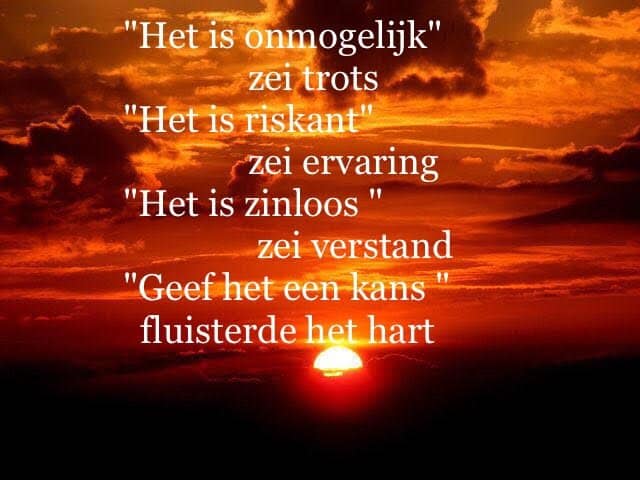 "Het is onmogelijk"
zei trots
"Het is riskant"
zei ervaring
"Het is zinloos "
zei verstand
"Geef het een kans "
fluisterde het hart